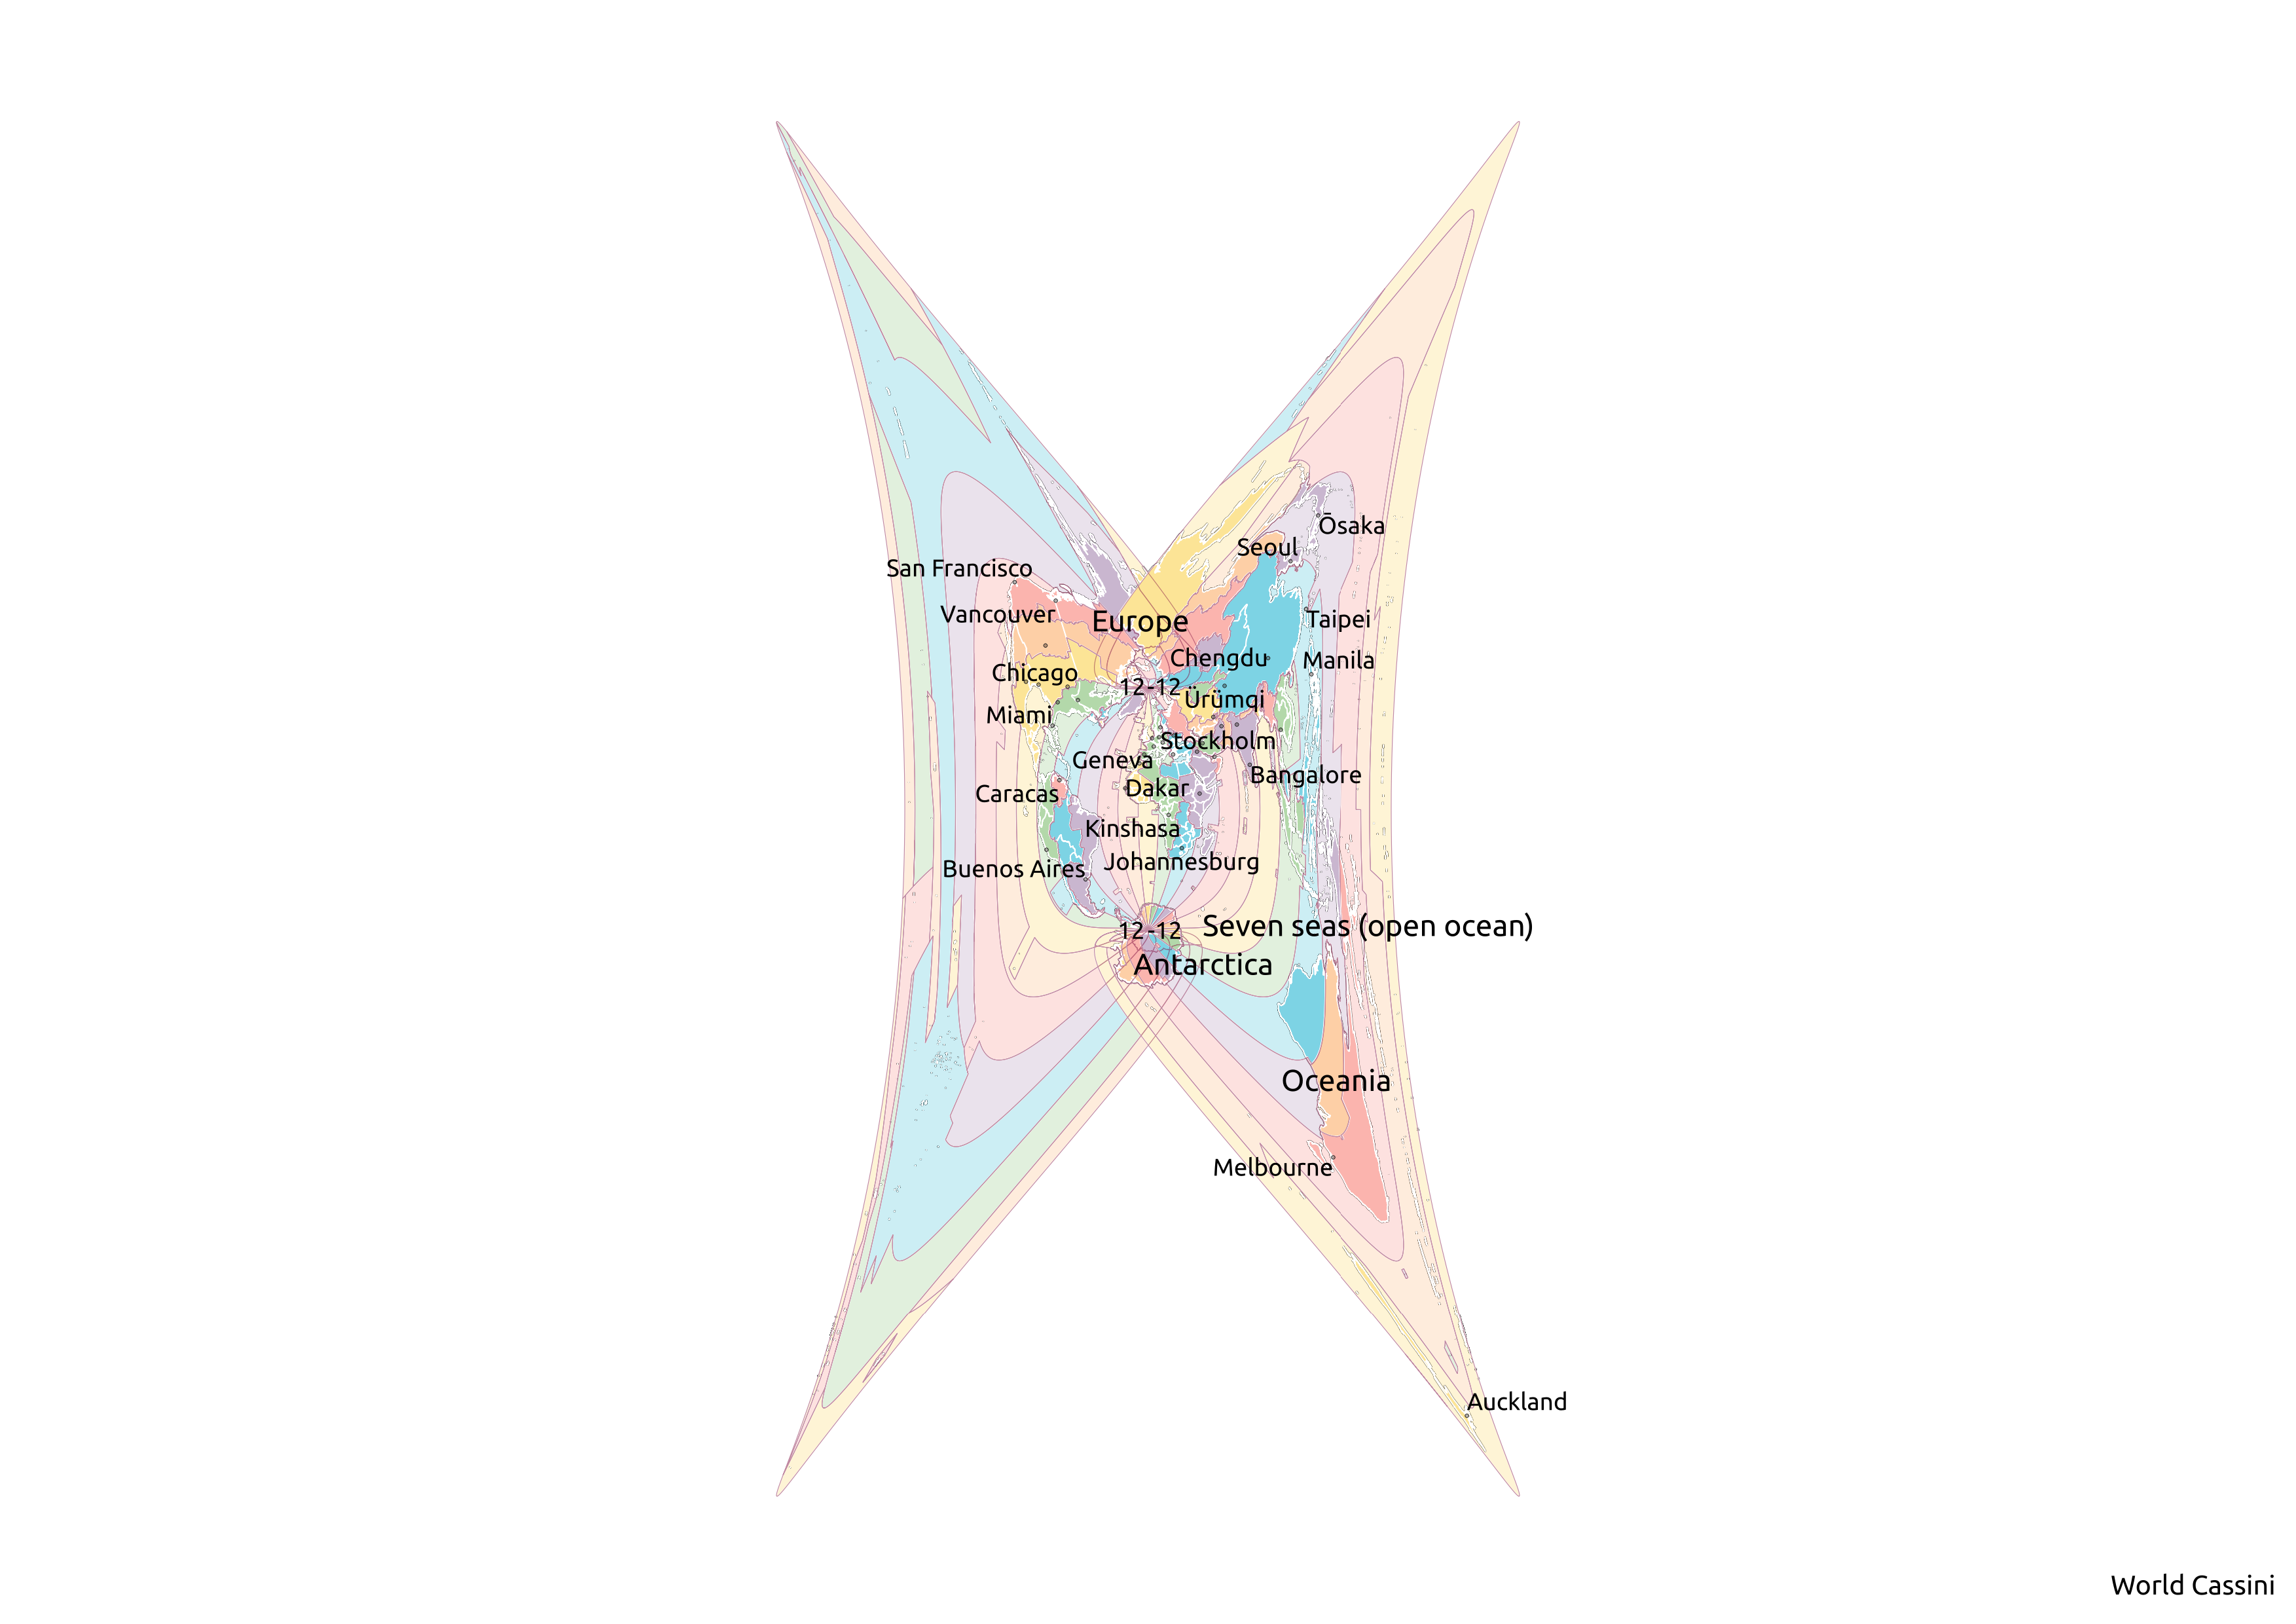 Ōsaka
Seoul
San Francisco
Vancouver
Europe
Taipei
Chengdu
Manila
Chicago
12 -12
Ürümqi
Miami
Stockholm
Geneva
Bangalore
Dakar
Caracas
Kinshasa
Johannesburg
Buenos Aires
12 -12
Seven seas (open ocean)
Antarctica
Oceania
Melbourne
Auckland
World Cassini